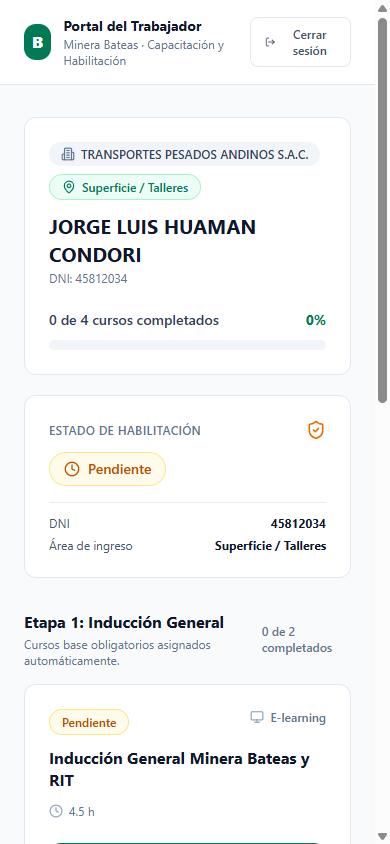 B
Portal del Trabajador
Minera Bateas · Capacitación y
Habilitación
Cerrar
sesión
TRANSPORTES PESADOS ANDINOS S.A.C.
Superficie / Talleres
JORGE LUIS HUAMAN
CONDORI
DNI: 45812034
0 de 4 cursos completados 0%
ESTADO DE HABILITACIÓN
Pendiente
DNI 45812034
Área de ingreso Superficie / Talleres
Etapa 1: Inducción General
Cursos base obligatorios asignados
automáticamente.
0 de 2
completados
Pendiente E-learning
Inducción General Minera Bateas y
RIT
4.5 h